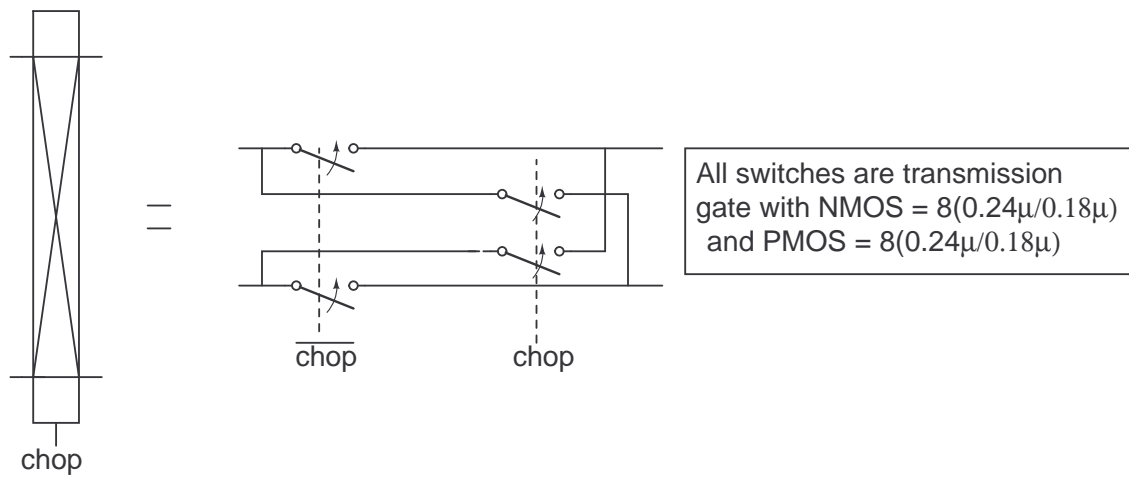 All switches are transmission
gate with NMOS = 8(0.24μ/0.18μ)
and PMOS = 8(0.24μ/0.18μ)
chop
chop
chop